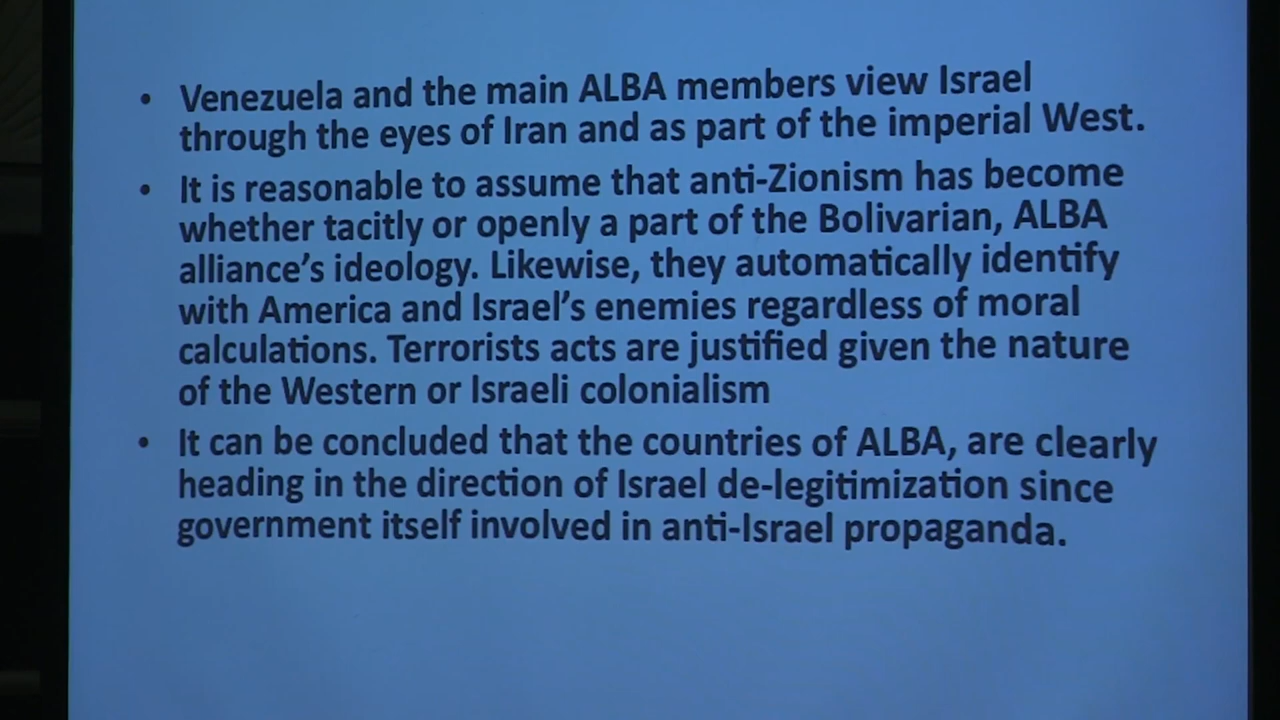 • Venezuela and the main ALBA members view Israel
through the eyes of Iran and as part of the imperial West.
• It is reasonable to assume that anti-Zionism has become
whether tacitly or openly a part of the Bolivarian, ALBA
alliance's ideology. Likewise, they automatically identify
with America and Israel's enemies regardless of moral
calculations. Terrorists acts are justified given the nature
of the Western or Israeli colonialism
• It can be concluded that the countries of ALBA, are clearly
heading in the direction of Israel de-legitimization since
government itself involved in anti-Israel propaganda.